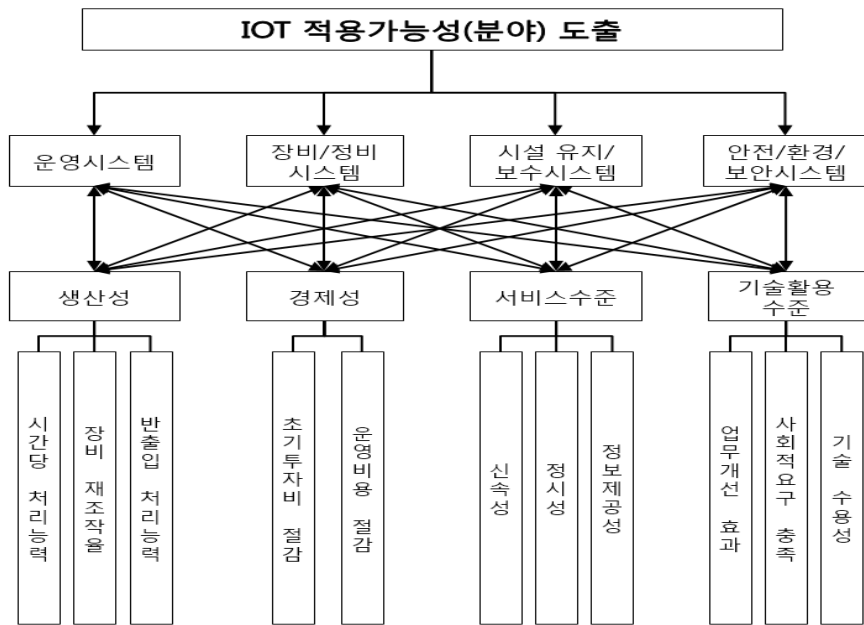 IOT 적용가능성(분야) 도출
운영시스템
장비/정비
시스템
시설 유지/
보수시스템
안전/환경/
보안시스템
생산성
경제성
서비스수준
기술활용
수준
시간당 처리능력
장비 재조작율
반출입 처리능력
초기투자비 절감
운영비용 절감
신속성
정시성
정보제공성
업무개선 효과
사회적요구 충족
기술 수용성